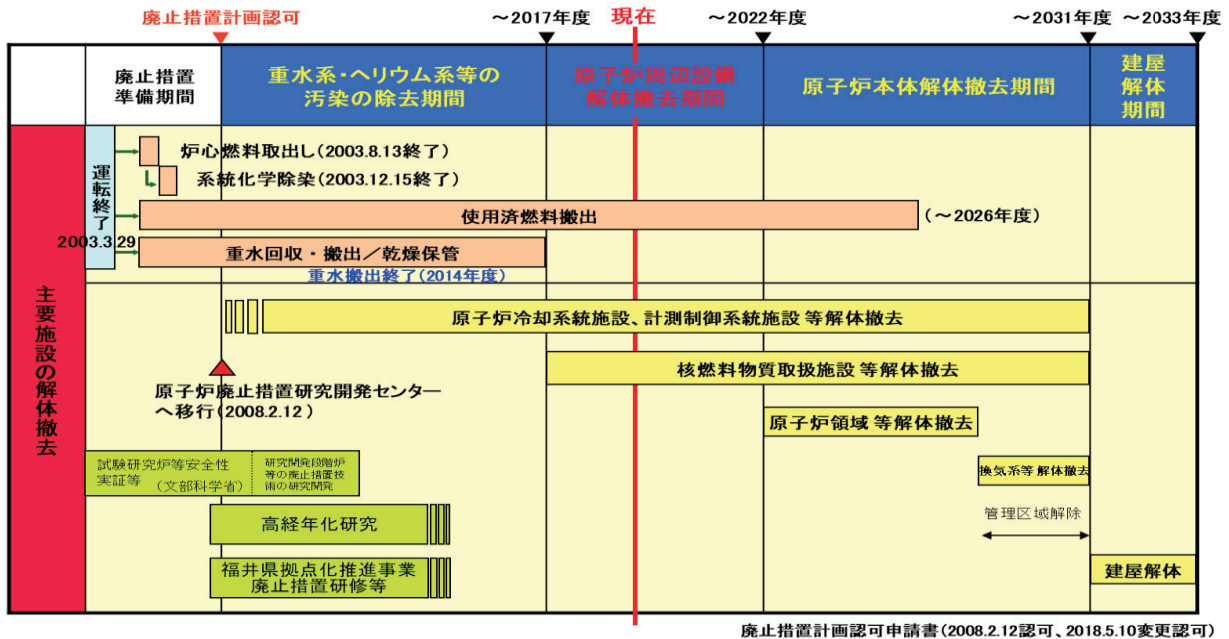 廃止措置計画認可
～2017年度
現在
～2022年度
～2031年度
～2033年度
廃止措置
準備期間
重水系・ヘリウム系等の
汚染の除去期間
原子炉周辺設備
解体撤去期間
原子炉本体解体撤去期間
建屋
解体
期間
主要施設の解体撤去
運転終了
2003.3.29
炉心燃料取出し(2003.8.13終了)
系統化学除染(2003.12.15終了)
使用済燃料搬出
(～2026年度)
重水回収・搬出／乾燥保管
重水搬出終了(2014年度)
原子炉冷却系統施設、計測制御系統施設 等解体撤去
核燃料物質取扱施設 等解体撤去
原子炉廃止措置研究開発センター
へ移行(2008.2.12)
原子炉領域 等解体撤去
試験研究炉等安全性
実証等
(文部科学省)
研究開発段階炉
等の廃止措置技
術の研究開発
換気系等 解体撤去
高経年化研究
管理区域解除
福井県拠点化推進事業
廃止措置研修等
建屋解体
廃止措置計画認可申請書(2008.2.12認可、2018.5.10変更認可)